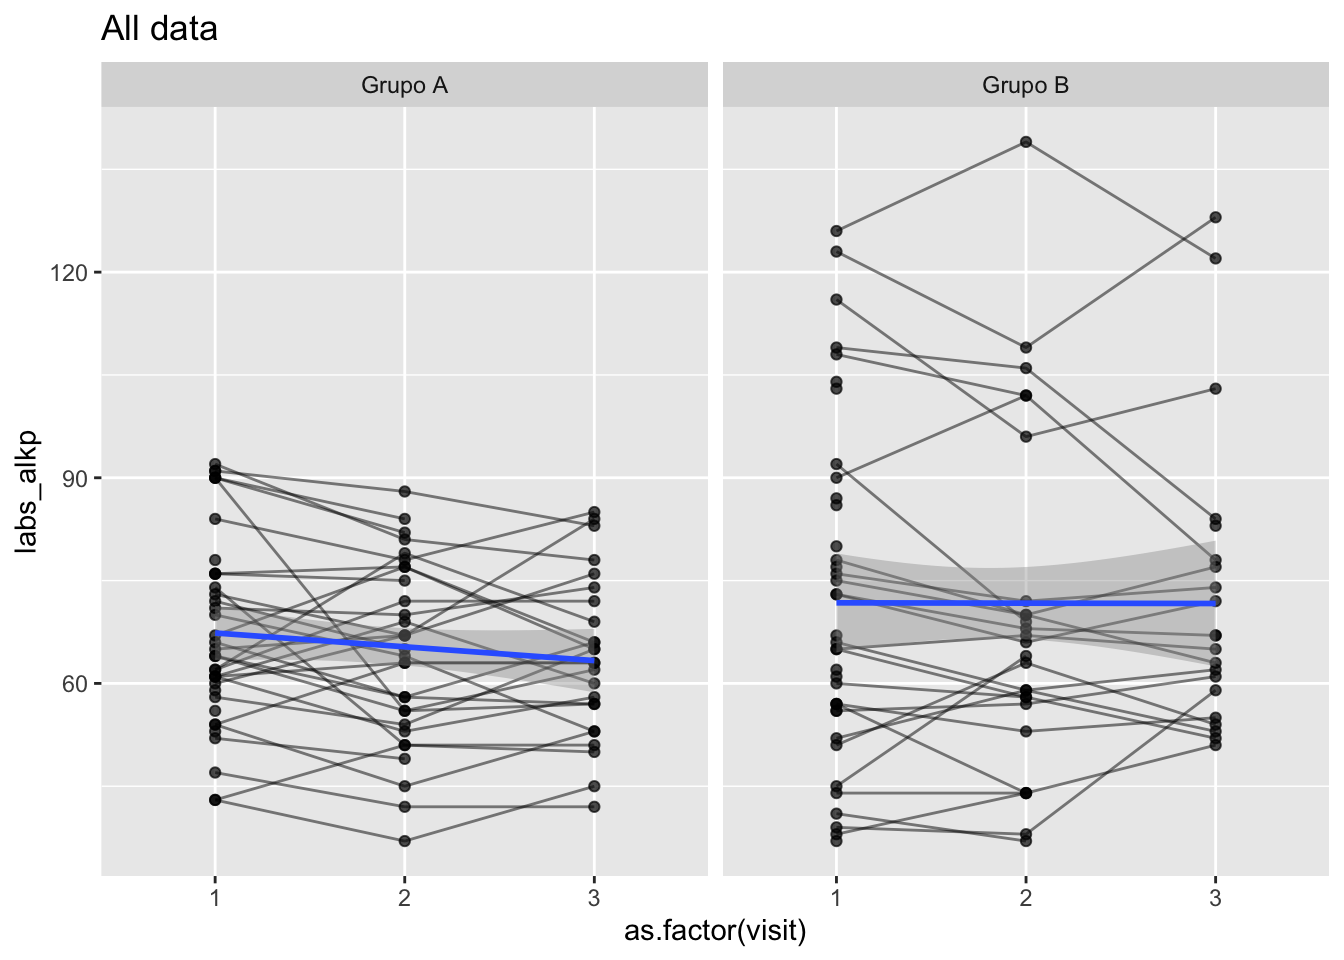 All data
Grupo A
Grupo B
120
90
60
labs_alkp
1
2
3
1
2
3
as.factor(visit)